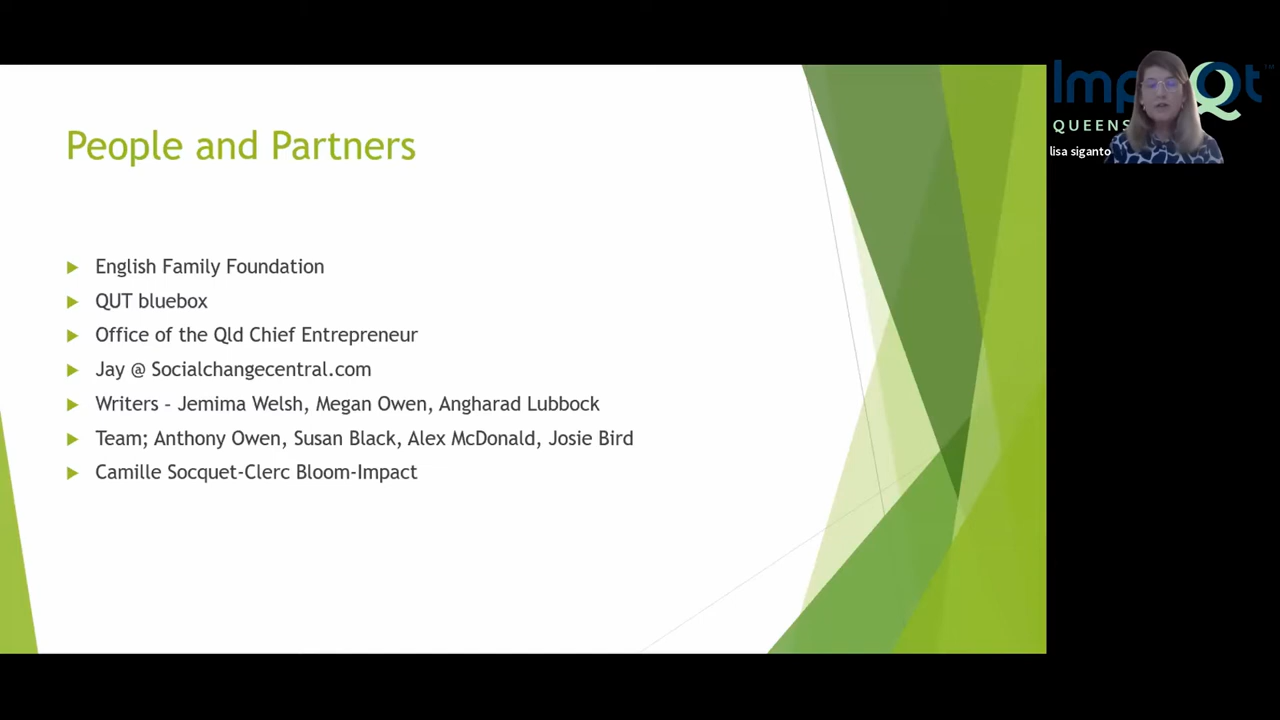 People and Partners
English Family Foundation
QUT bluebox
Office of the Qld Chief Entrepreneur
Jay @ Socialchangecentral.com
Writers - Jemima Welsh, Megan Owen, Angharad Lubbock
Team; Anthony Owen, Susan Black, Alex McDonald, Josie Bird
Camille Socquet-Clerc Bloom-Impact
lisa siganto